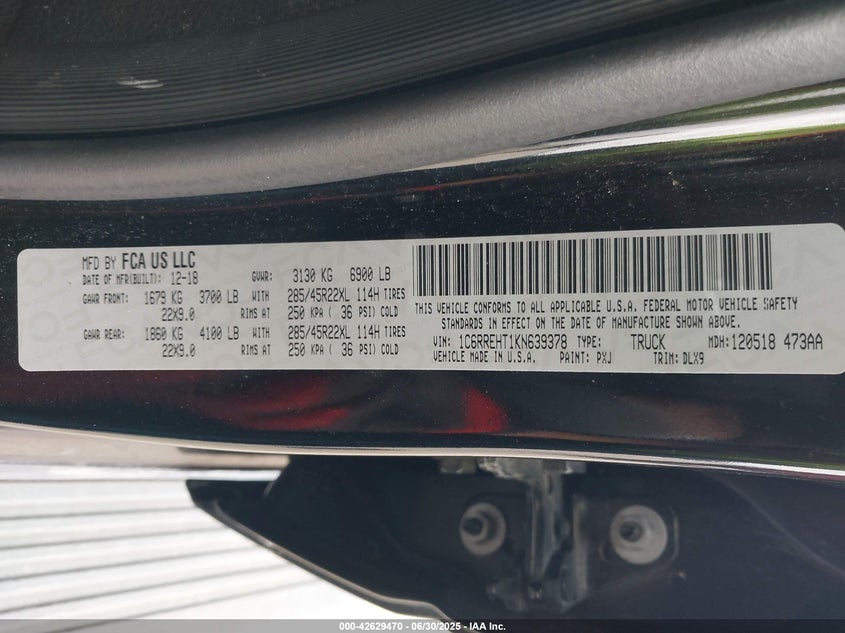 MFD BY FCA US LLC
DATE OF MFR(BUILT): 12-18 GVWR: 3130 KG 6900 LB
GAWR FRONT: 1679 KG 3700 LB WITH 285/45R22XL 114H TIRES
22X9.0 RIMS AT 250 KPA ( 36 PSI) COLD
GAWR REAR: 1860 KG 4100 LB WITH 285/45R22XL 114H TIRES
22X9.0 RIMS AT 250 KPA ( 36 PSI) COLD
THIS VEHICLE CONFORMS TO ALL APPLICABLE U.S.A. FEDERAL MOTOR VEHICLE SAFETY
STANDARDS IN EFFECT ON THE DATE OF MANUFACTURE SHOWN ABOVE.
VIN: 1C6RREHT1KN639378 TYPE: TRUCK MDH: 120518 473AA
VEHICLE MADE IN U.S.A. PAINT: PXJ TRIM: DLX9
000-42629470 - 06/30/2025 - IAA Inc.